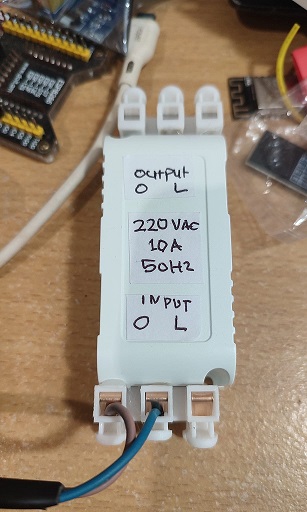 OUTPUT
O L
220VAC
10A
50Hz
INPUT
O L